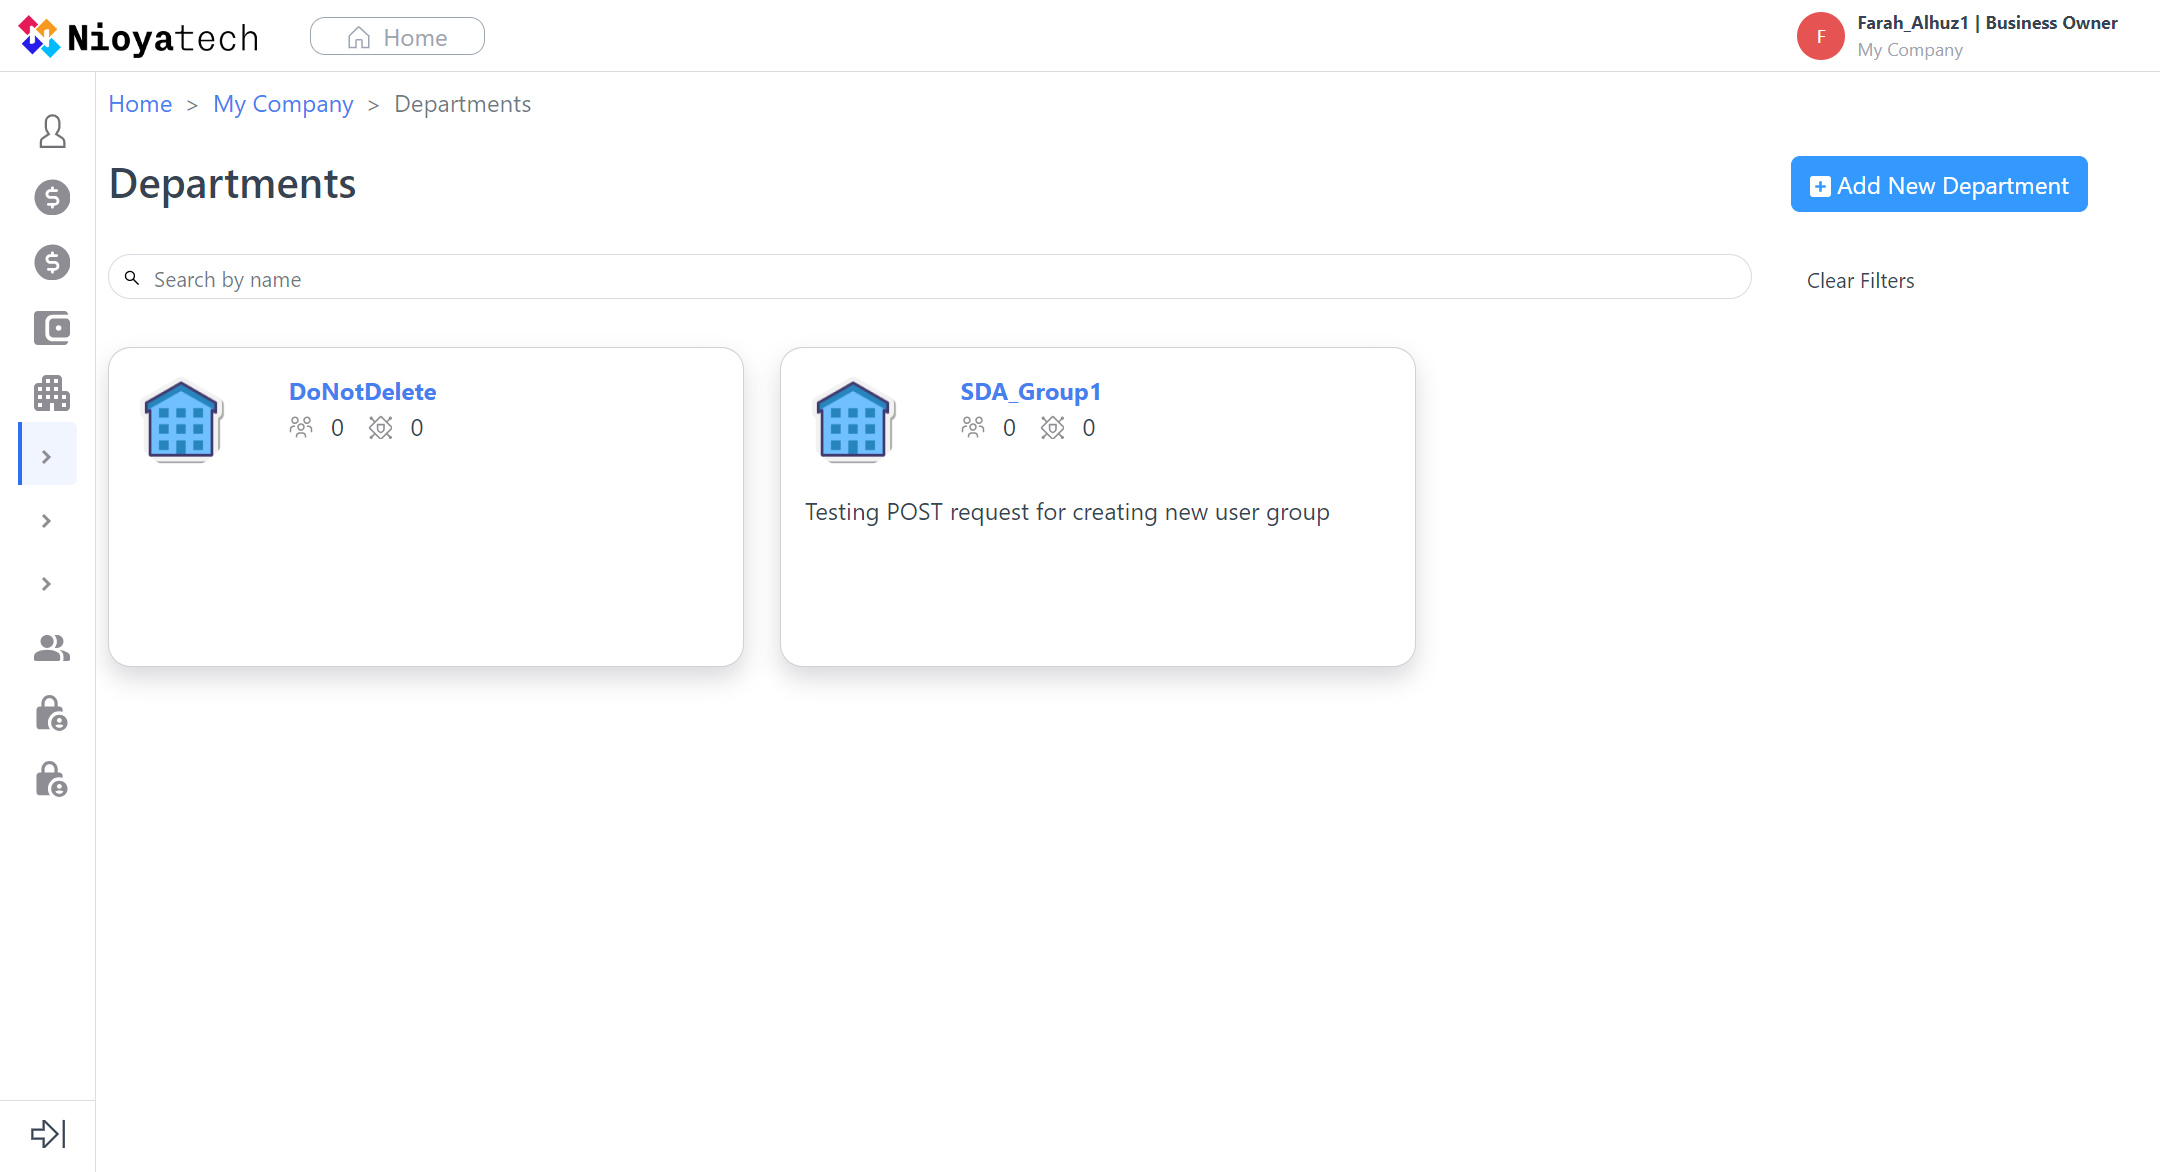 Nioyatech
Home
Farah_Alhuz1 | Business Owner
F
My Company
Home > My Company > Departments
Departments
Add New Department
Search by name
Clear Filters
DoNotDelete
0 0
SDA_Group1
0 0
Testing POST request for creating new user group